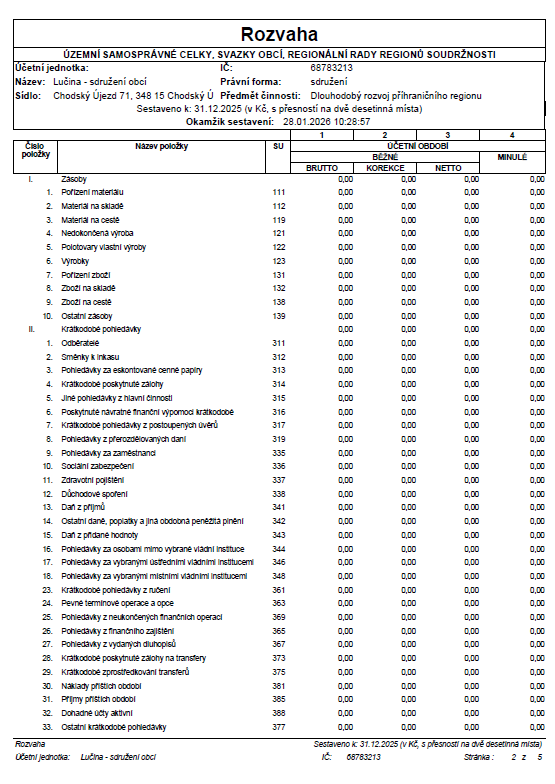 Rozvaha
ÚZEMNÍ SAMOSPRÁVNÉ CELKY, SVAZKY OBCÍ, REGIONÁLNÍ RADY REGIONŮ SOUDRŽNOSTI
Účetní jednotka: IČ: 68783213
Název: Lučina - sdružení obcí Právní forma: sdružení
Sídlo: Chodský Újezd 71, 348 15 Chodský Ú Předmět činnosti: Dlouhodobý rozvoj příhraničního regionu
Sestaveno k: 31.12.2025 (v Kč, s přesností na dvě desetinná místa)
Okamžik sestavení: 28.01.2026 10:28:57
1 2 3 4
Číslo položky Název položky SU ÚČETNÍ OBDOBÍ
BĚŽNÉ MINULÉ
BRUTTO KOREKCE NETTO
I. Zásoby 0,00 0,00 0,00 0,00
1. Pořízení materiálu 111 0,00 0,00 0,00 0,00
2. Materiál na skladě 112 0,00 0,00 0,00 0,00
3. Materiál na cestě 119 0,00 0,00 0,00 0,00
4. Nedokončená výroba 121 0,00 0,00 0,00 0,00
5. Polotovary vlastní výroby 122 0,00 0,00 0,00 0,00
6. Výrobky 123 0,00 0,00 0,00 0,00
7. Pořízení zboží 131 0,00 0,00 0,00 0,00
8. Zboží na skladě 132 0,00 0,00 0,00 0,00
9. Zboží na cestě 138 0,00 0,00 0,00 0,00
10. Ostatní zásoby 139 0,00 0,00 0,00 0,00
II. Krátkodobé pohledávky 0,00 0,00 0,00 0,00
1. Odběratelé 311 0,00 0,00 0,00 0,00
2. Směnky k inkasu 312 0,00 0,00 0,00 0,00
3. Pohledávky za eskontované cenné papíry 313 0,00 0,00 0,00 0,00
4. Krátkodobé poskytnuté zálohy 314 0,00 0,00 0,00 0,00
5. Jiné pohledávky z hlavní činnosti 315 0,00 0,00 0,00 0,00
6. Poskytnuté návratné finanční výpomoci krátkodobé 316 0,00 0,00 0,00 0,00
7. Krátkodobé pohledávky z postoupených úvěrů 317 0,00 0,00 0,00 0,00
8. Pohledávky z přerozdělovaných daní 319 0,00 0,00 0,00 0,00
9. Pohledávky za zaměstnanci 335 0,00 0,00 0,00 0,00
10. Sociální zabezpečení 336 0,00 0,00 0,00 0,00
11. Zdravotní pojištění 337 0,00 0,00 0,00 0,00
12. Důchodové spoření 338 0,00 0,00 0,00 0,00
13. Daň z příjmů 341 0,00 0,00 0,00 0,00
14. Ostatní daně, poplatky a jiná obdobná peněžitá plnění 342 0,00 0,00 0,00 0,00
15. Daň z přidané hodnoty 343 0,00 0,00 0,00 0,00
16. Pohledávky za osobami mimo vybrané vládní instituce 344 0,00 0,00 0,00 0,00
17. Pohledávky za vybranými ústředními vládními institucemi 346 0,00 0,00 0,00 0,00
18. Pohledávky za vybranými místními vládními institucemi 348 0,00 0,00 0,00 0,00
23. Krátkodobé pohledávky z ručení 361 0,00 0,00 0,00 0,00
24. Pevné termínové operace a opce 363 0,00 0,00 0,00 0,00
25. Pohledávky z neukončených finančních operací 369 0,00 0,00 0,00 0,00
26. Pohledávky z finančního zajištění 365 0,00 0,00 0,00 0,00
27. Pohledávky z vydaných dluhopisů 367 0,00 0,00 0,00 0,00
28. Krátkodobé poskytnuté zálohy na transfery 373 0,00 0,00 0,00 0,00
29. Krátkodobé zprostředkování transferů 375 0,00 0,00 0,00 0,00
30. Náklady příštích období 381 0,00 0,00 0,00 0,00
31. Příjmy příštích období 385 0,00 0,00 0,00 0,00
32. Dohadné účty aktivní 388 0,00 0,00 0,00 0,00
33. Ostatní krátkodobé pohledávky 377 0,00 0,00 0,00 0,00
Rozvaha Sestaveno k: 31.12.2025 (v Kč, s přesností na dvě desetinná místa)
Účetní jednotka: Lučina - sdružení obcí IČ: 68783213 Stránka : 2 z 5